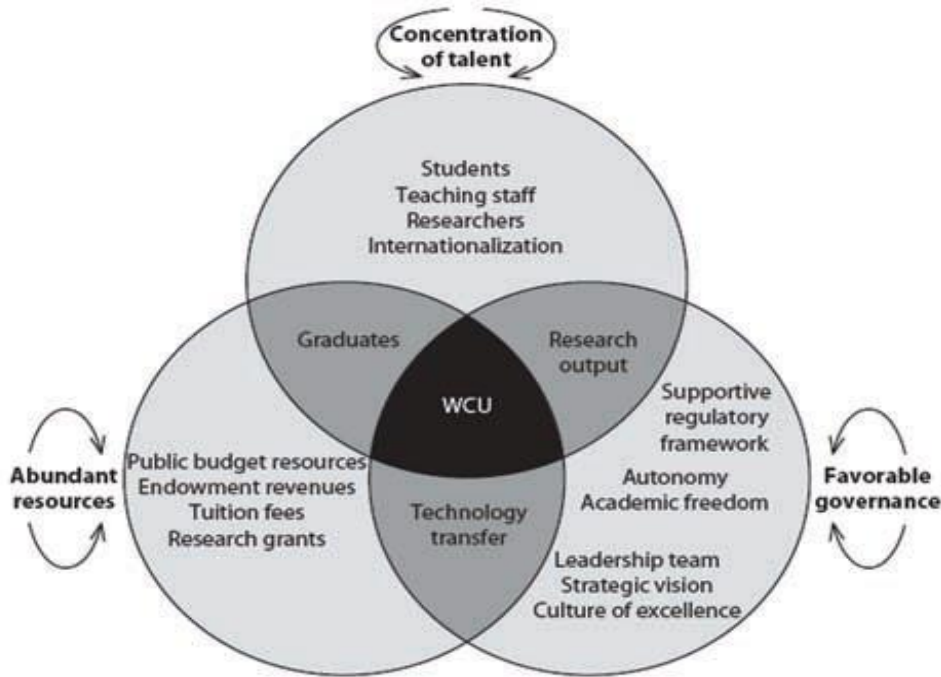 Concentration
of talent
Students
Teaching staff
Researchers
Internationalization
Graduates
Research
output
WCU
Supportive
regulatory
framework
Abundant
resources
Public budget resources
Endowment revenues
Tuition fees
Research grants
Technology
transfer
Autonomy
Academic freedom
Favorable
governance
Leadership team
Strategic vision
Culture of excellence